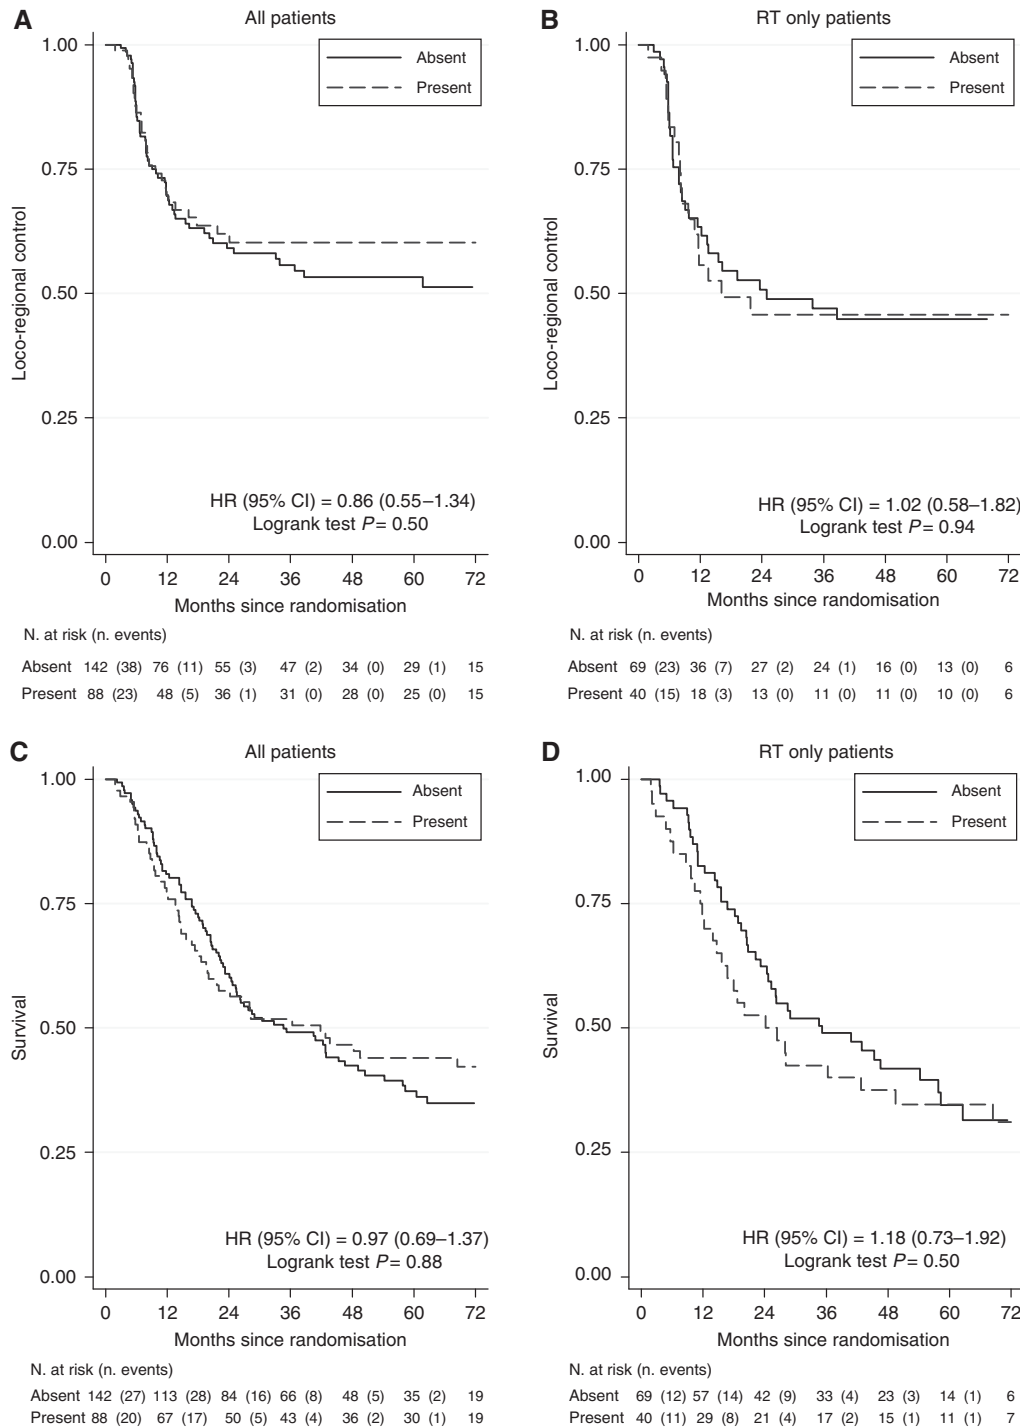 A
All patients
1.00
0.75
0.50
0.25
0.00
Loco-regional control
Absent
Present
HR (95% CI) = 0.86 (0.55–1.34)
Logrank test P = 0.50
0 12 24 36 48 60 72
Months since randomisation
N. at risk (n. events)
Absent 142 (38) 76 (11) 55 (3) 47 (2) 34 (0) 29 (1) 15
Present 88 (23) 48 (5) 36 (1) 31 (0) 28 (0) 25 (0) 15
B
RT only patients
1.00
0.75
0.50
0.25
0.00
Loco-regional control
Absent
Present
HR (95% CI) = 1.02 (0.58–1.82)
Logrank test P = 0.94
0 12 24 36 48 60 72
Months since randomisation
N. at risk (n. events)
Absent 69 (23) 36 (7) 27 (2) 24 (1) 16 (0) 13 (0) 6
Present 40 (15) 18 (3) 13 (0) 11 (0) 11 (0) 10 (0) 6
C
All patients
1.00
0.75
0.50
0.25
0.00
Survival
Absent
Present
HR (95% CI) = 0.97 (0.69–1.37)
Logrank test P = 0.88
0 12 24 36 48 60 72
Months since randomisation
N. at risk (n. events)
Absent 142 (27) 113 (28) 84 (16) 66 (8) 48 (5) 35 (2) 19
Present 88 (20) 67 (17) 50 (5) 43 (4) 36 (2) 30 (1) 19
D
RT only patients
1.00
0.75
0.50
0.25
0.00
Survival
Absent
Present
HR (95% CI) = 1.18 (0.73–1.92)
Logrank test P = 0.50
0 12 24 36 48 60 72
Months since randomisation
N. at risk (n. events)
Absent 69 (12) 57 (14) 42 (9) 33 (4) 23 (3) 14 (1) 6
Present 40 (11) 29 (8) 21 (4) 17 (2) 15 (1) 11 (1) 7